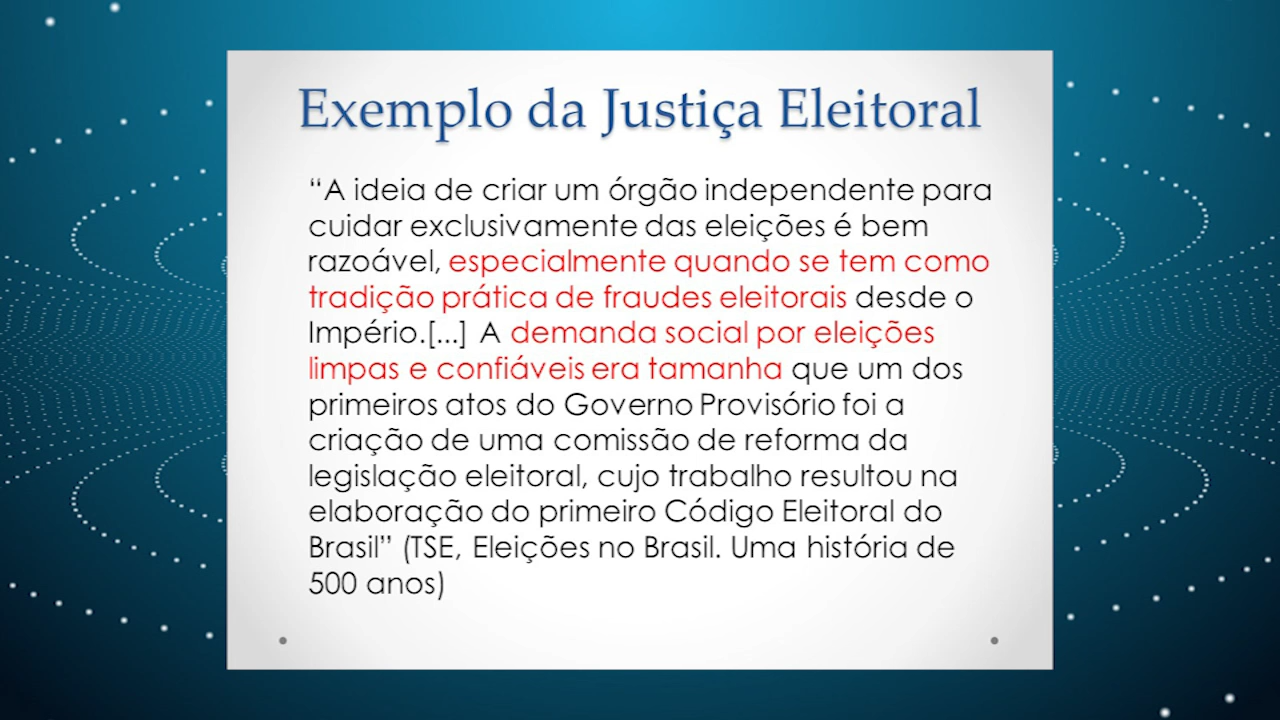 Exemplo da Justiça Eleitoral
“A ideia de criar um órgão independente para
cuidar exclusivamente das eleições é bem
razoável, especialmente quando se tem como
tradição prática de fraudes eleitorais desde o
Império.[...] A demanda social por eleições
limpas e confiáveis era tamanha que um dos
primeiros atos do Governo Provisório foi a
criação de uma comissão de reforma da
legislação eleitoral, cujo trabalho resultou na
elaboração do primeiro Código Eleitoral do
Brasil” (TSE, Eleições no Brasil. Uma história de
500 anos)